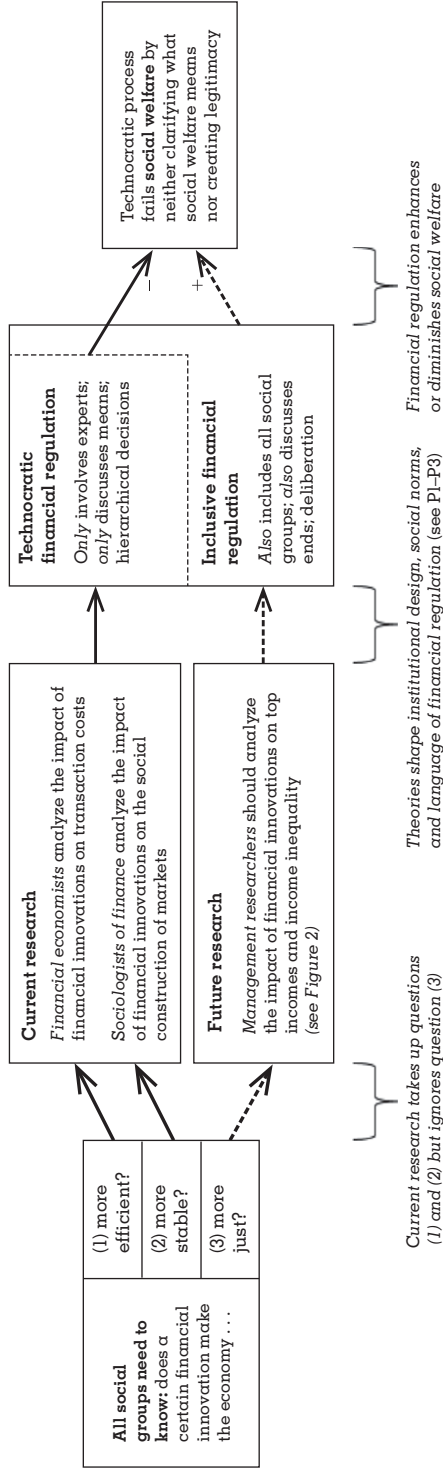 All social
groups need to
know: does a
certain financial
innovation make
the economy . . .
(1) more
efficient?
(2) more
stable?
(3) more
just?
Current research
Financial economists analyze the impact of
financial innovations on transaction costs
Sociologists of finance analyze the impact
of financial innovations on the social
construction of markets
Future research
Management researchers should analyze
the impact of financial innovations on top
incomes and income inequality
(see Figure 2)
Technocratic
financial regulation
Only involves experts;
only discusses means;
hierarchical decisions
Inclusive financial
regulation
Also includes all social
groups; also discusses
ends; deliberation
–
+
Technocratic process
fails social welfare by
neither clarifying what
social welfare means
nor creating legitimacy
Current research takes up questions
(1) and (2) but ignores question (3)
Theories shape institutional design, social norms,
and language of financial regulation (see P1–P3)
Financial regulation enhances
or diminishes social welfare